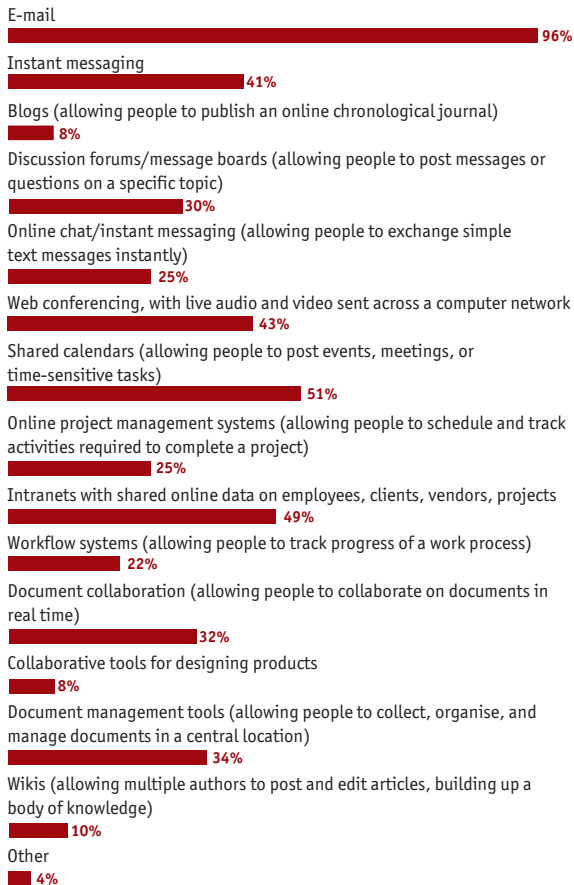 E-mail
96%
Instant messaging
41%
Blogs (allowing people to publish an online chronological journal)
8%
Discussion forums/message boards (allowing people to post messages or
questions on a specific topic)
30%
Online chat/instant messaging (allowing people to exchange simple
text messages instantly)
25%
Web conferencing, with live audio and video sent across a computer network
43%
Shared calendars (allowing people to post events, meetings, or
time-sensitive tasks)
51%
Online project management systems (allowing people to schedule and track
activities required to complete a project)
25%
Intranets with shared online data on employees, clients, vendors, projects
49%
Workflow systems (allowing people to track progress of a work process)
22%
Document collaboration (allowing people to collaborate on documents in
real time)
32%
Collaborative tools for designing products
8%
Document management tools (allowing people to collect, organise, and
manage documents in a central location)
34%
Wikis (allowing multiple authors to post and edit articles, building up a
body of knowledge)
10%
Other
4%